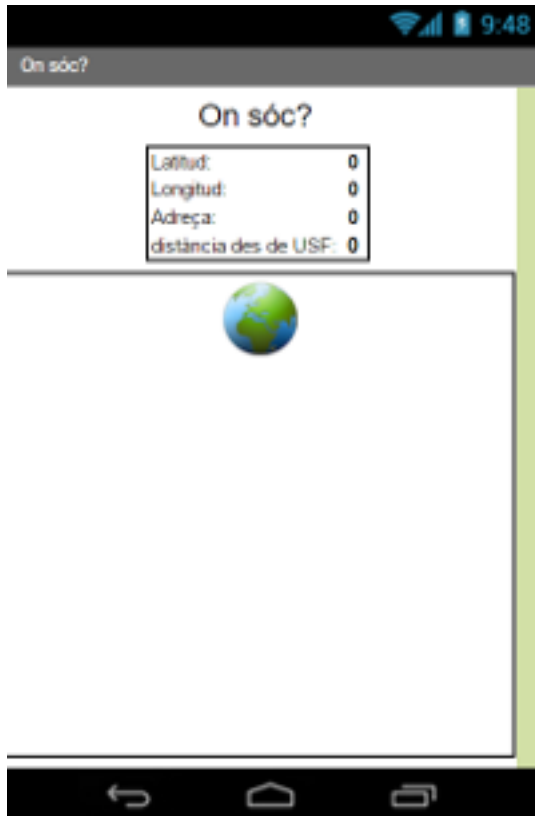 9:48
On sóc?
On sóc?
Latitud: 0
Longitud: 0
Adreça: 0
distància des de USF: 0